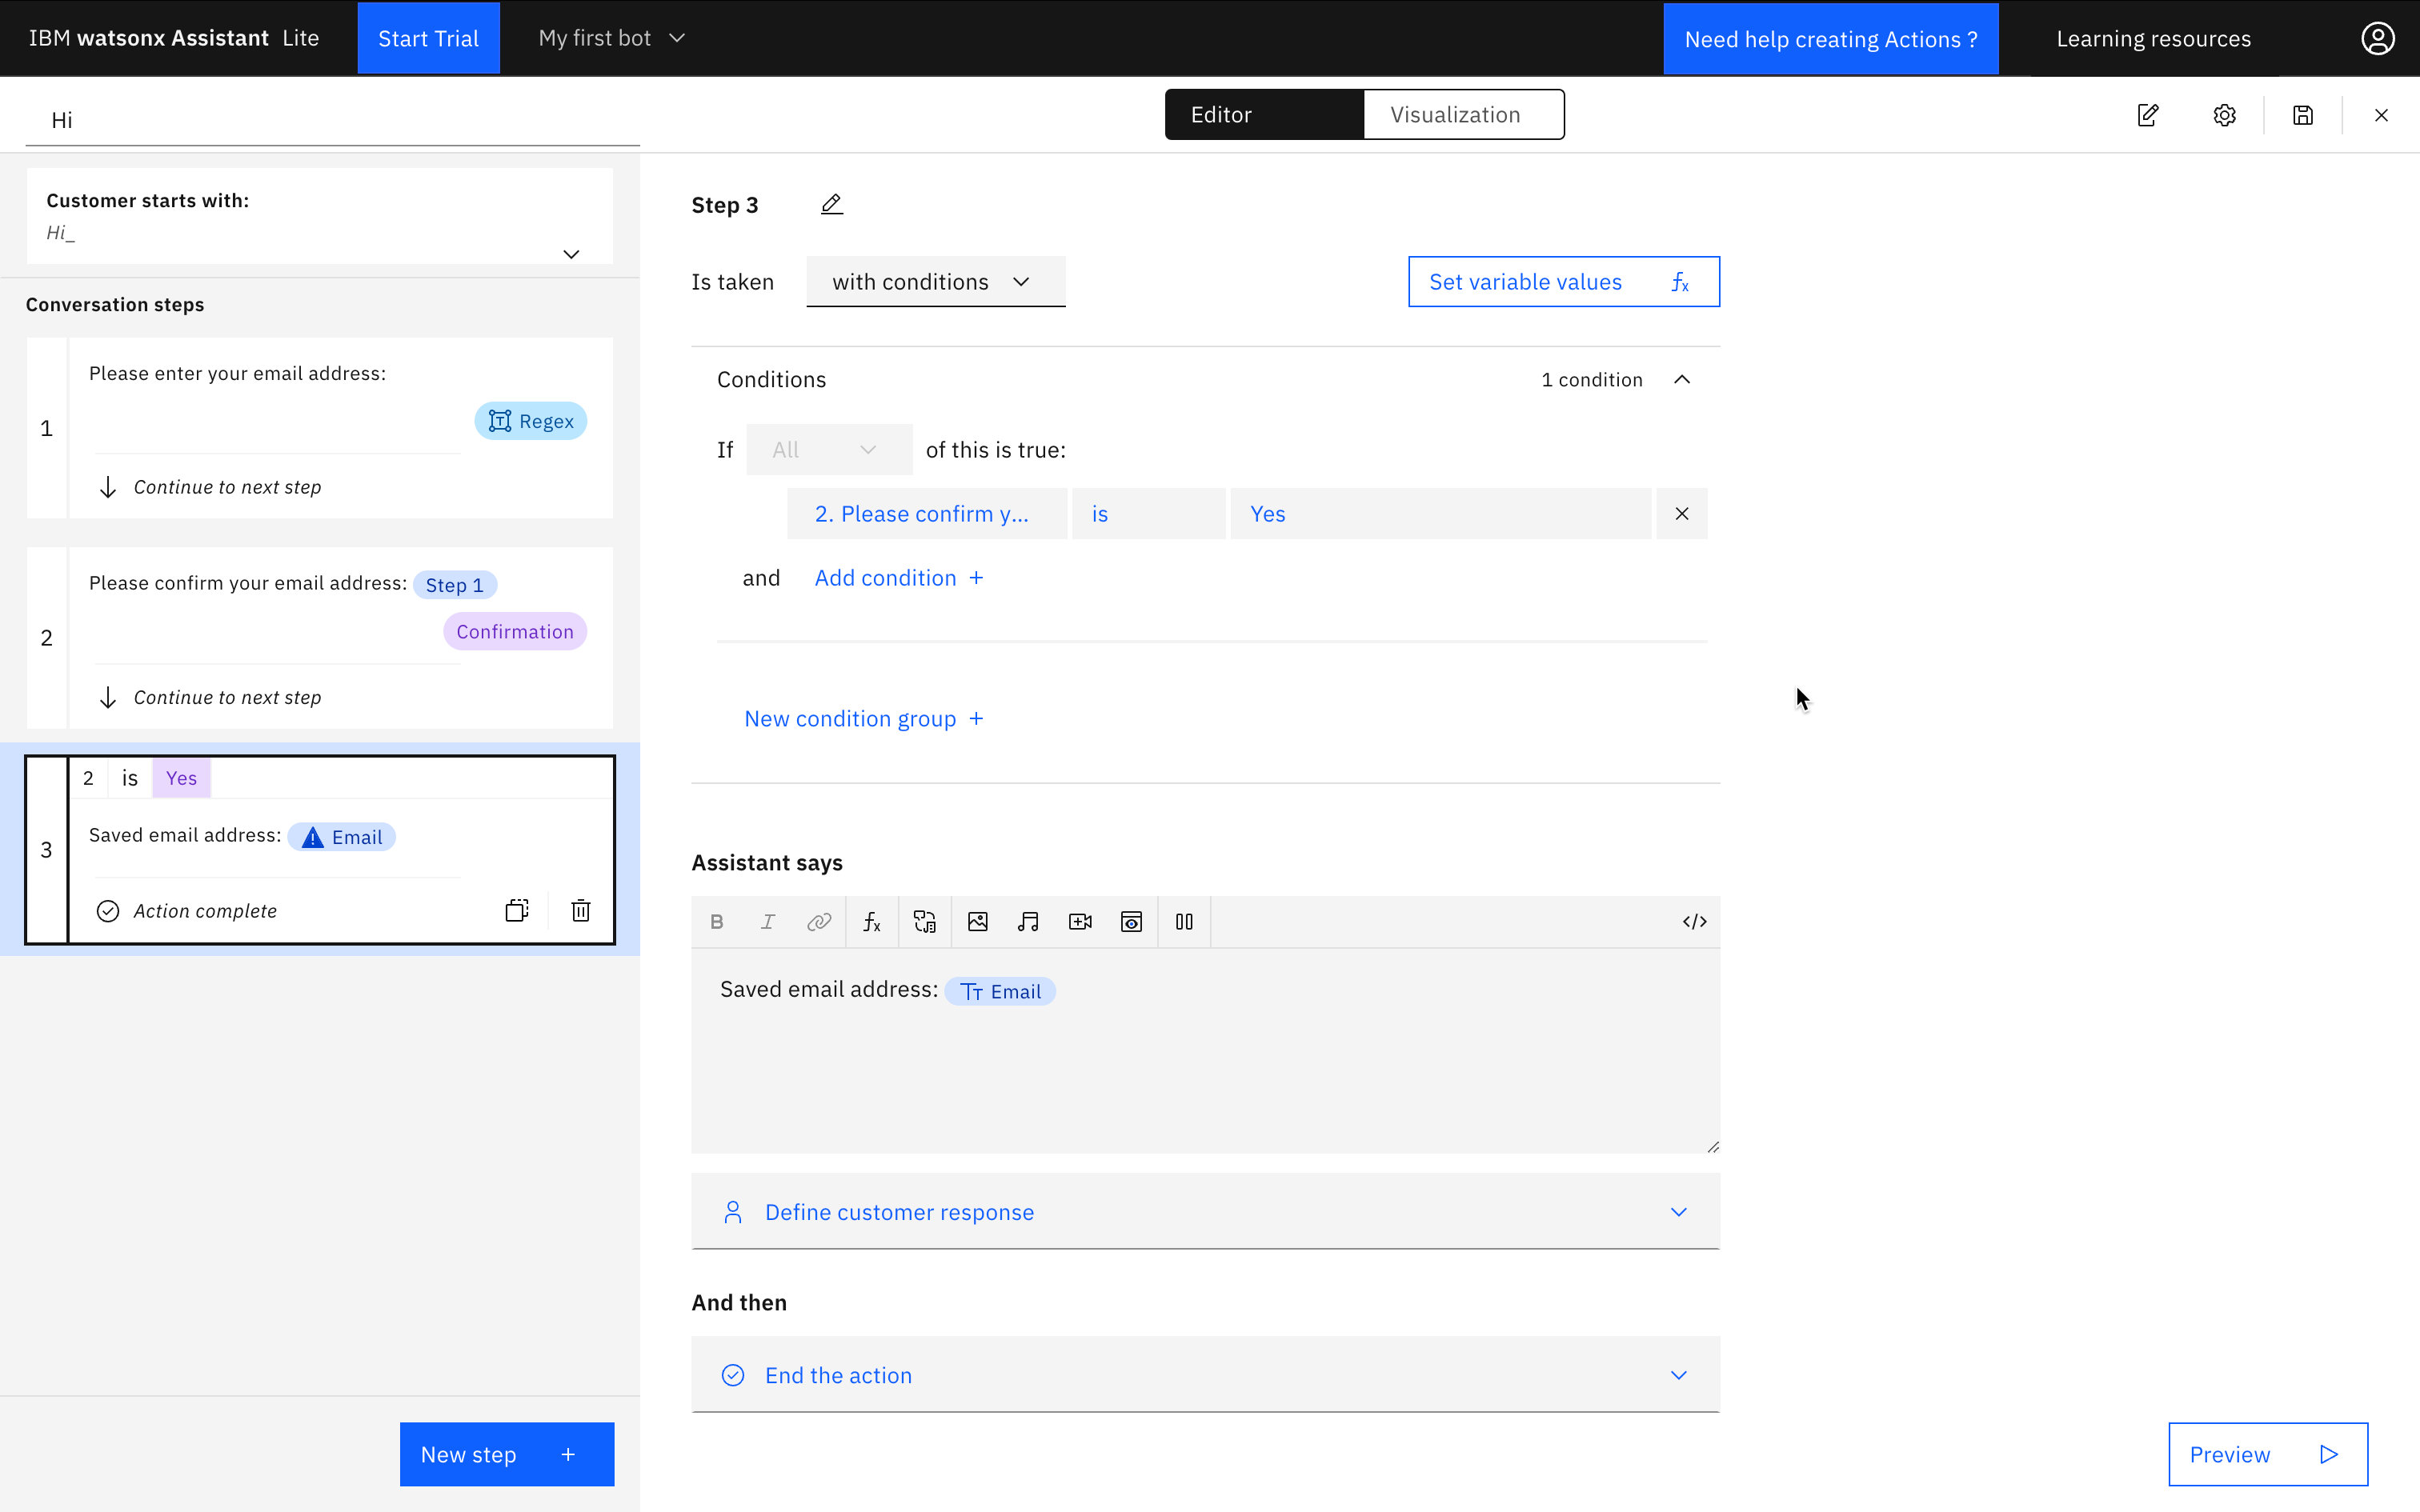 IBM watsonx Assistant Lite
Start Trial
My first bot
Need help creating Actions ?
Learning resources
Hi
Editor
Visualization
Customer starts with:
Hi_
Conversation steps
1
Please enter your email address:
Regex
Continue to next step
2
Please confirm your email address: Step 1
Confirmation
Continue to next step
3
2 is Yes
Saved email address: Email
Action complete
New step +
Step 3
Is taken with conditions
Set variable values fx
Conditions
1 condition
If All of this is true:
2. Please confirm y... is Yes
and Add condition +
New condition group +
Assistant says
B I fx </>
Saved email address: Tт Email
Define customer response
And then
End the action
Preview